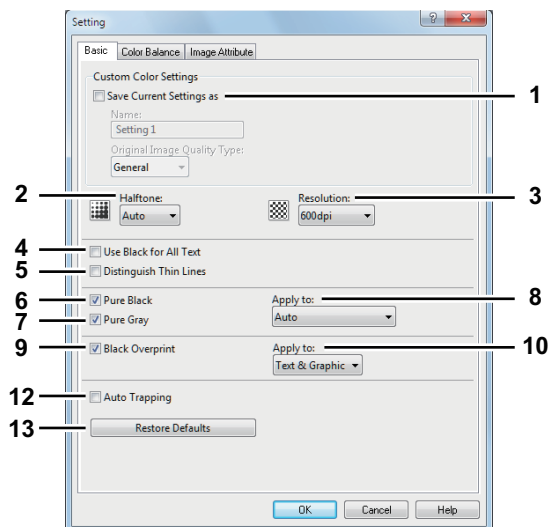 Setting
Basic Color Balance Image Attribute
Custom Color Settings
Save Current Settings as 1
Name:
Setting 1
Original Image Quality Type:
General
2 Halftone: Resolution: 3
Auto 600dpi
4 Use Black for All Text
5 Distinguish Thin Lines
6 Pure Black Apply to: 8
7 Pure Gray Auto
9 Black Overprint Apply to: 10
Text & Graphic
12 Auto Trapping
13 Restore Defaults
OK Cancel Help